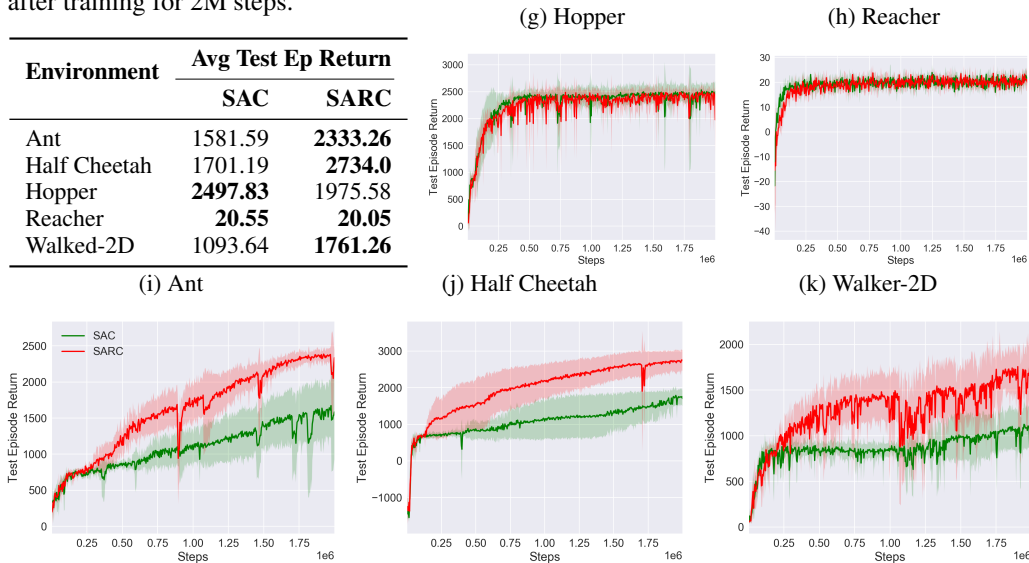 after training for 2M steps.
Environment Avg Test Ep Return
SAC SARC
Ant 1581.59 2333.26
Half Cheetah 1701.19 2734.0
Hopper 2497.83 1975.58
Reacher 20.55 20.05
Walked-2D 1093.64 1761.26
(g) Hopper
3000
2500
2000
1500
1000
500
0
Test Episode Return
0.25 0.50 0.75 1.00 1.25 1.50 1.75
Steps
1e6
(h) Reacher
30
20
10
0
−10
−20
−30
−40
Test Episode Return
0.25 0.50 0.75 1.00 1.25 1.50 1.75
Steps
1e6
(i) Ant
SAC
SARC
2500
2000
1500
1000
500
0
Test Episode Return
0.25 0.50 0.75 1.00 1.25 1.50 1.75
Steps
1e6
(j) Half Cheetah
3000
2000
1000
0
−1000
Test Episode Return
0.25 0.50 0.75 1.00 1.25 1.50 1.75
Steps
1e6
(k) Walker-2D
2000
1500
1000
500
0
Test Episode Return
0.25 0.50 0.75 1.00 1.25 1.50 1.75
Steps
1e6